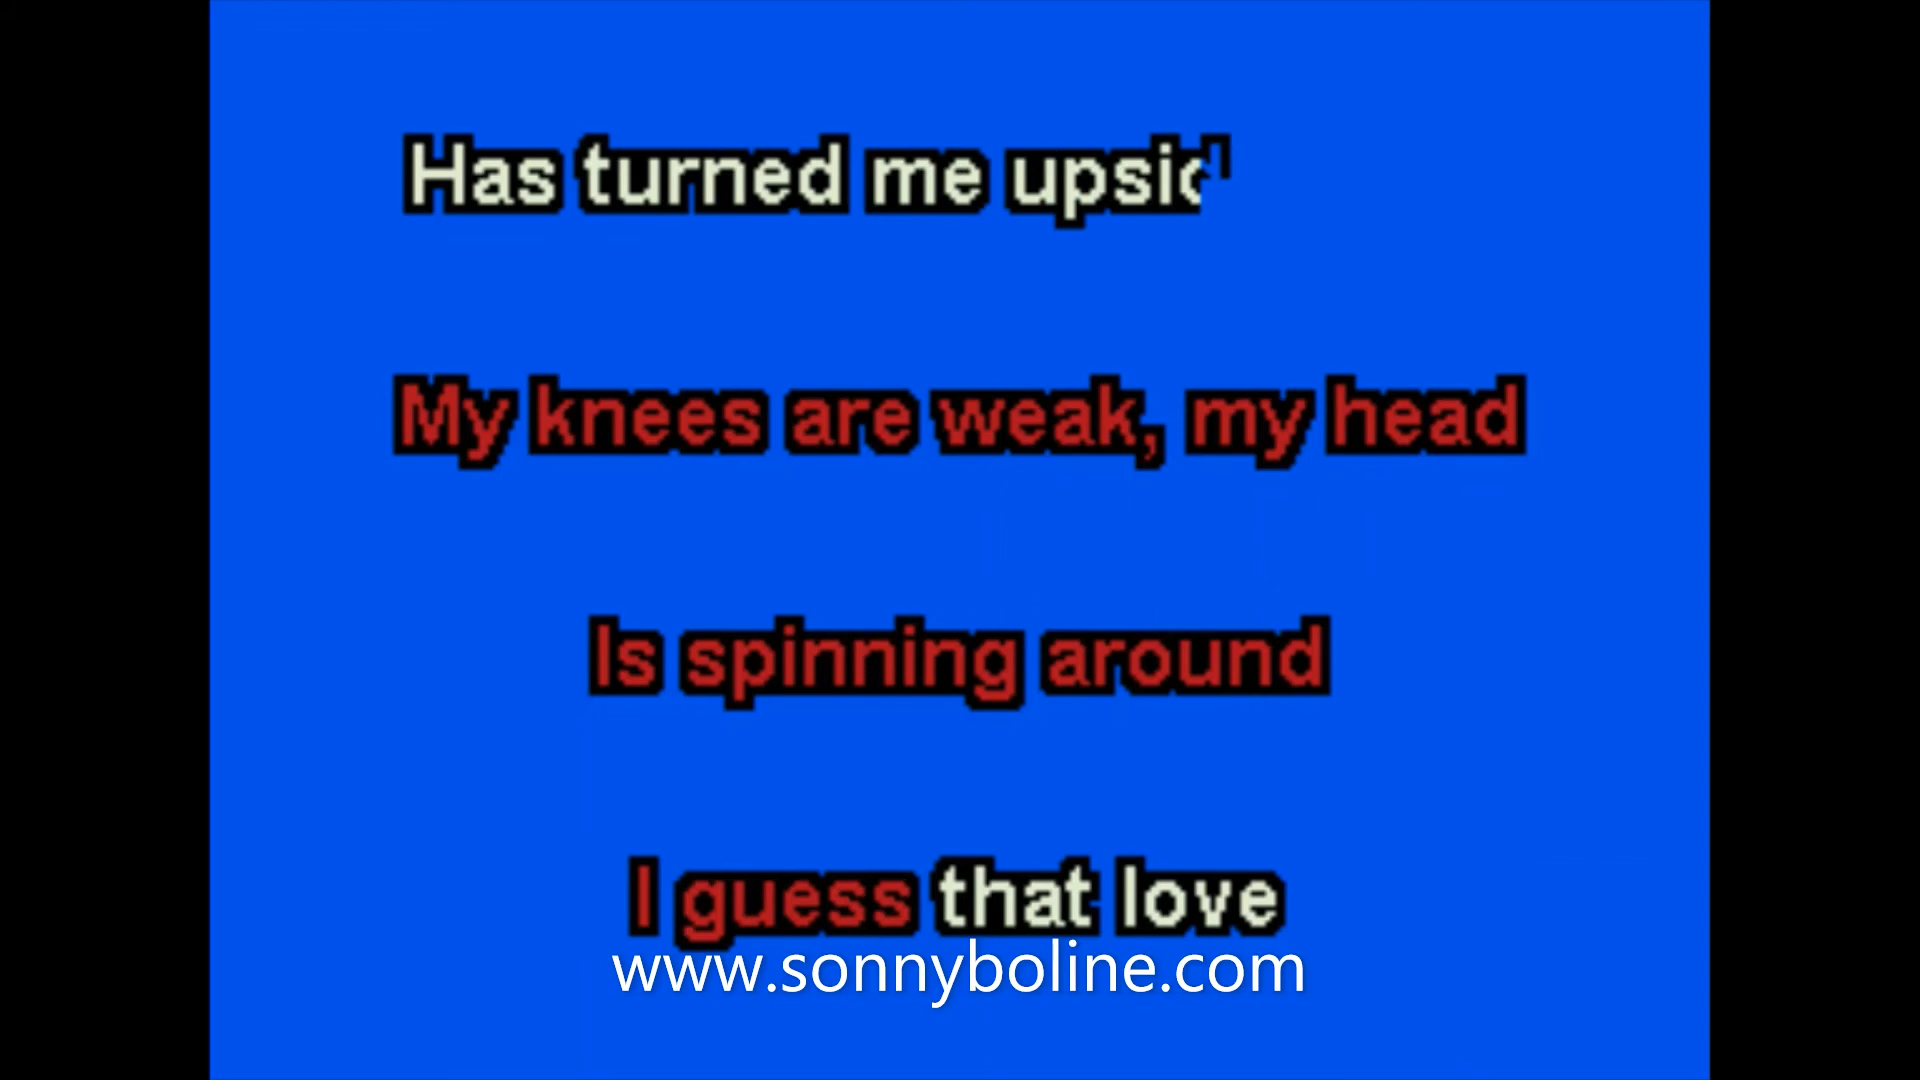 Has turned me upsid
My knees are weak, my head
Is spinning around
I guess that love
www.sonnyboline.com